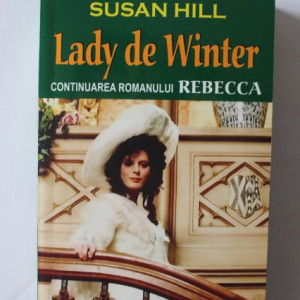 SUSAN HILL
Lady de Winter
CONTINUAREA ROMANULUI REBECCA